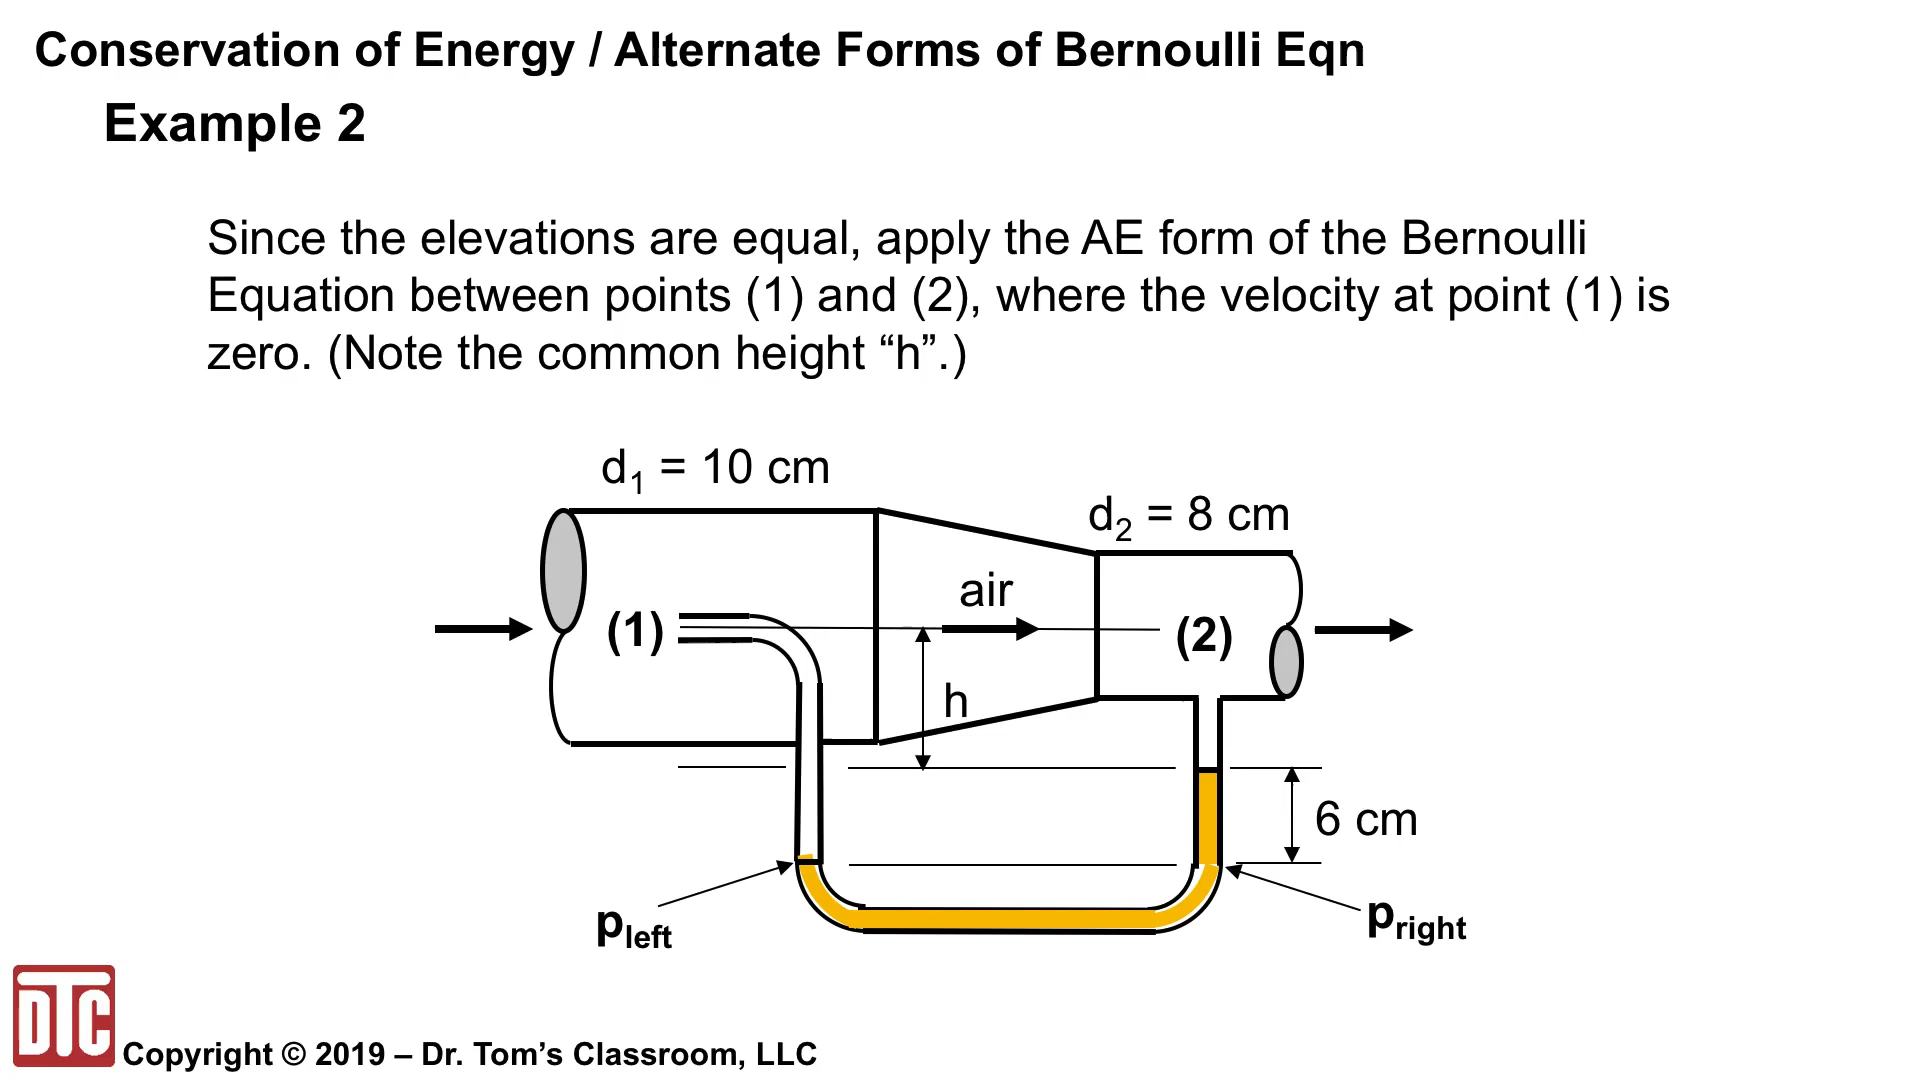 Conservation of Energy / Alternate Forms of Bernoulli Eqn
Example 2
Since the elevations are equal, apply the AE form of the Bernoulli
Equation between points (1) and (2), where the velocity at point (1) is
zero. (Note the common height “h”.)
d₁ = 10 cm
d₂ = 8 cm
air
(1)
(2)
h
6 cm
p_left
p_right
DTC
Copyright © 2019 – Dr. Tom’s Classroom, LLC